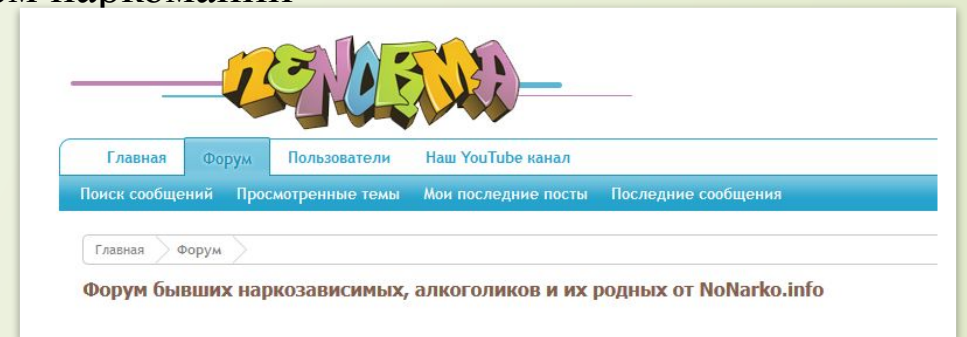 наркомании
NENORMA
Главная Форум Пользователи Наш YouTube канал
Поиск сообщений Просмотренные темы Мои последние посты Последние сообщения
Главная Форум
Форум бывших наркозависимых, алкоголиков и их родных от NoNarko.info